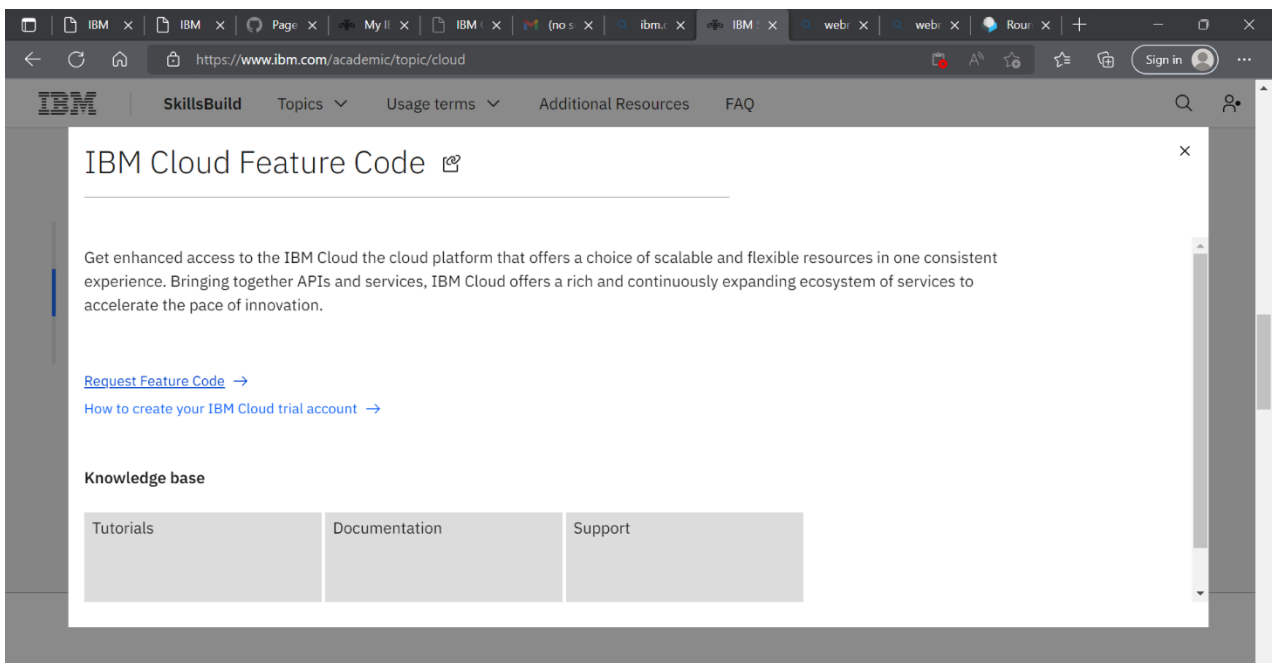 IBM
IBM
Page
My II
IBM
(no s
ibm.c
IBM
webr
webr
Roun
https://www.ibm.com/academic/topic/cloud
Sign in
IBM
SkillsBuild
Topics
Usage terms
Additional Resources
FAQ
IBM Cloud Feature Code
Get enhanced access to the IBM Cloud the cloud platform that offers a choice of scalable and flexible resources in one consistent
experience. Bringing together APIs and services, IBM Cloud offers a rich and continuously expanding ecosystem of services to
accelerate the pace of innovation.
Request Feature Code →
How to create your IBM Cloud trial account →
Knowledge base
Tutorials
Documentation
Support